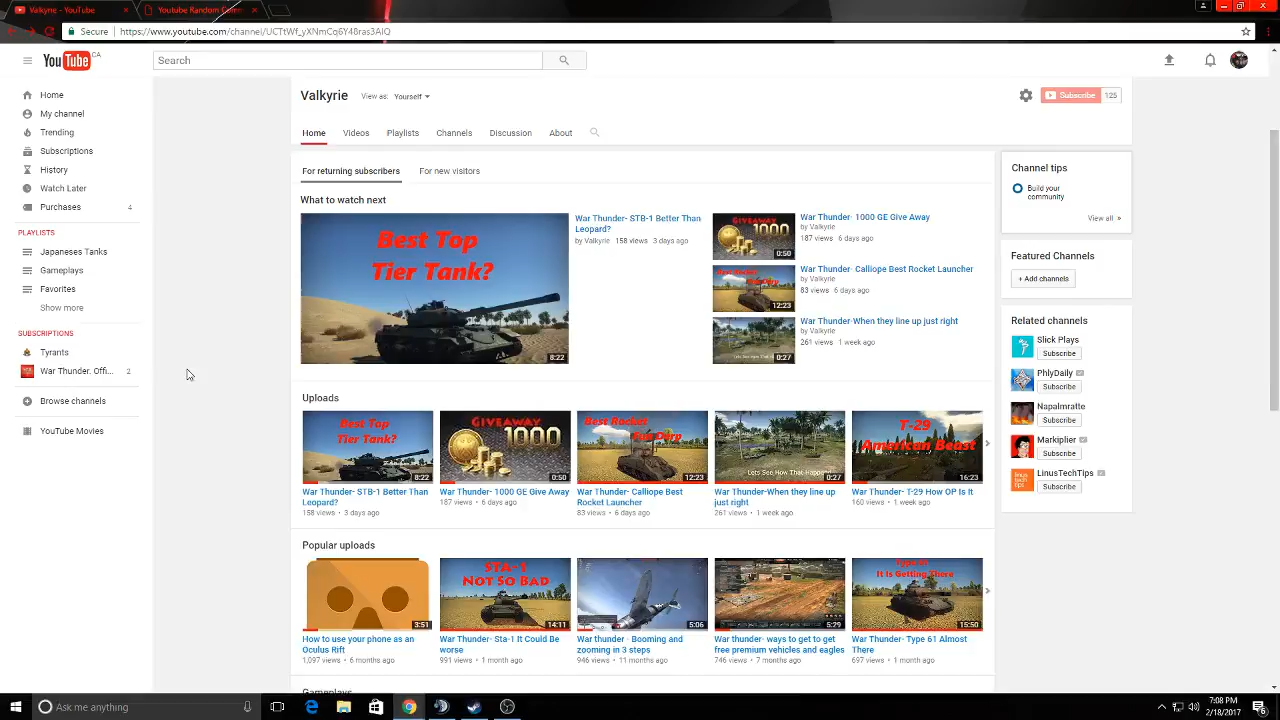 Valkyrie - YouTube
Youtube Random Comm
Secure
https://www.youtube.com/channel/UCTtWf_yXNmCq6Y48ras3AIQ
YouTube CA
Search
Home
My channel
Trending
Subscriptions
History
Watch Later
Purchases 4
PLAYLISTS
Japaneses Tanks
Gameplays
Favorites
Show more
SUBSCRIPTIONS
Tyrants
War Thunder. Offi... 2
Browse channels
YouTube Movies
Valkyrie
View as: Yourself
Subscribe 125
Home Videos Playlists Channels Discussion About
For returning subscribers For new visitors
What to watch next
Best Top
Tier Tank?
8:22
War Thunder- STB-1 Better Than
Leopard?
by Valkyrie 158 views 3 days ago
GIVEAWAY
1000
0:50
War Thunder- 1000 GE Give Away
by Valkyrie
187 views 6 days ago
12:23
War Thunder- Calliope Best Rocket Launcher
by Valkyrie
83 views 6 days ago
0:27
War Thunder-When they line up just right
by Valkyrie
261 views 1 week ago
Uploads
Best Top
Tier Tank?
8:22
War Thunder- STB-1 Better Than
Leopard?
158 views • 3 days ago
GIVEAWAY
1000
0:50
War Thunder- 1000 GE Give Away
187 views • 6 days ago
Best Rocket
12:23
War Thunder- Calliope Best
Rocket Launcher
83 views • 6 days ago
Lets See How That Happened
0:27
War Thunder-When they line up
just right
261 views • 1 week ago
T-29
American Beast
16:23
War Thunder- T-29 How OP Is It
160 views • 1 week ago
Popular uploads
3:51
How to use your phone as an
Oculus Rift
1,097 views • 6 months ago
STA-1
NOT SO BAD
14:11
War Thunder- Sta-1 It Could Be
worse
991 views • 1 month ago
5:06
War thunder - Booming and
zooming in 3 steps
946 views • 11 months ago
5:29
War thunder- ways to get to get
free premium vehicles and eagles
746 views • 7 months ago
Type 61
It Is Getting There
15:50
War Thunder- Type 61 Almost
There
697 views • 1 month ago
Gameplays
Channel tips
Build your
community
View all »
Featured Channels
+ Add channels
Related channels
Slick Plays
Subscribe
PhlyDaily
Subscribe
Napalmratte
Subscribe
Markiplier
Subscribe
LinusTechTips
Subscribe
Ask me anything
7:08 PM
2/18/2017